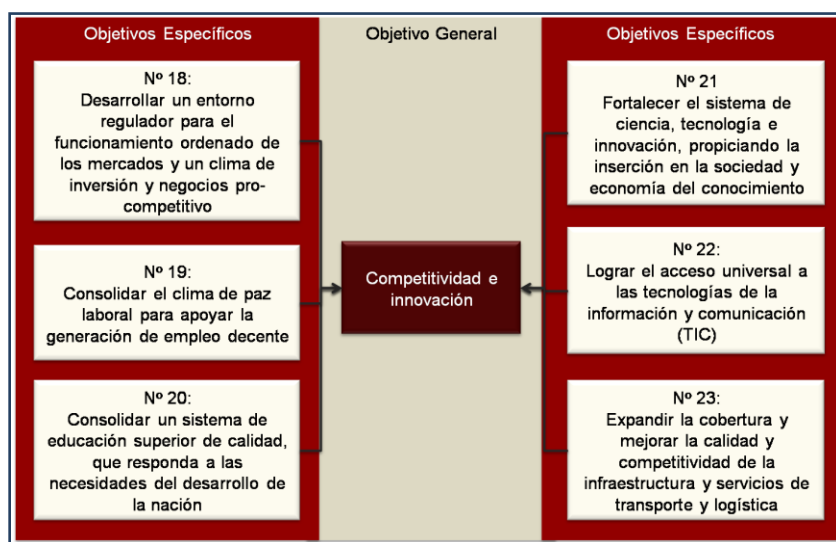 Objetivos Específicos
Nº 18:
Desarrollar un entorno
regulador para el
funcionamiento ordenado de
los mercados y un clima de
inversión y negocios pro-
competitivo
Nº 19:
Consolidar el clima de paz
laboral para apoyar la
generación de empleo decente
Nº 20:
Consolidar un sistema de
educación superior de calidad,
que responda a las
necesidades del desarrollo de
la nación
Objetivo General
Competitividad e
innovación
Objetivos Específicos
Nº 21
Fortalecer el sistema de
ciencia, tecnología e
innovación, propiciando la
inserción en la sociedad y
economía del conocimiento
Nº 22:
Lograr el acceso universal a
las tecnologías de la
información y comunicación
(TIC)
Nº 23:
Expandir la cobertura y
mejorar la calidad y
competitividad de la
infraestructura y servicios de
transporte y logística